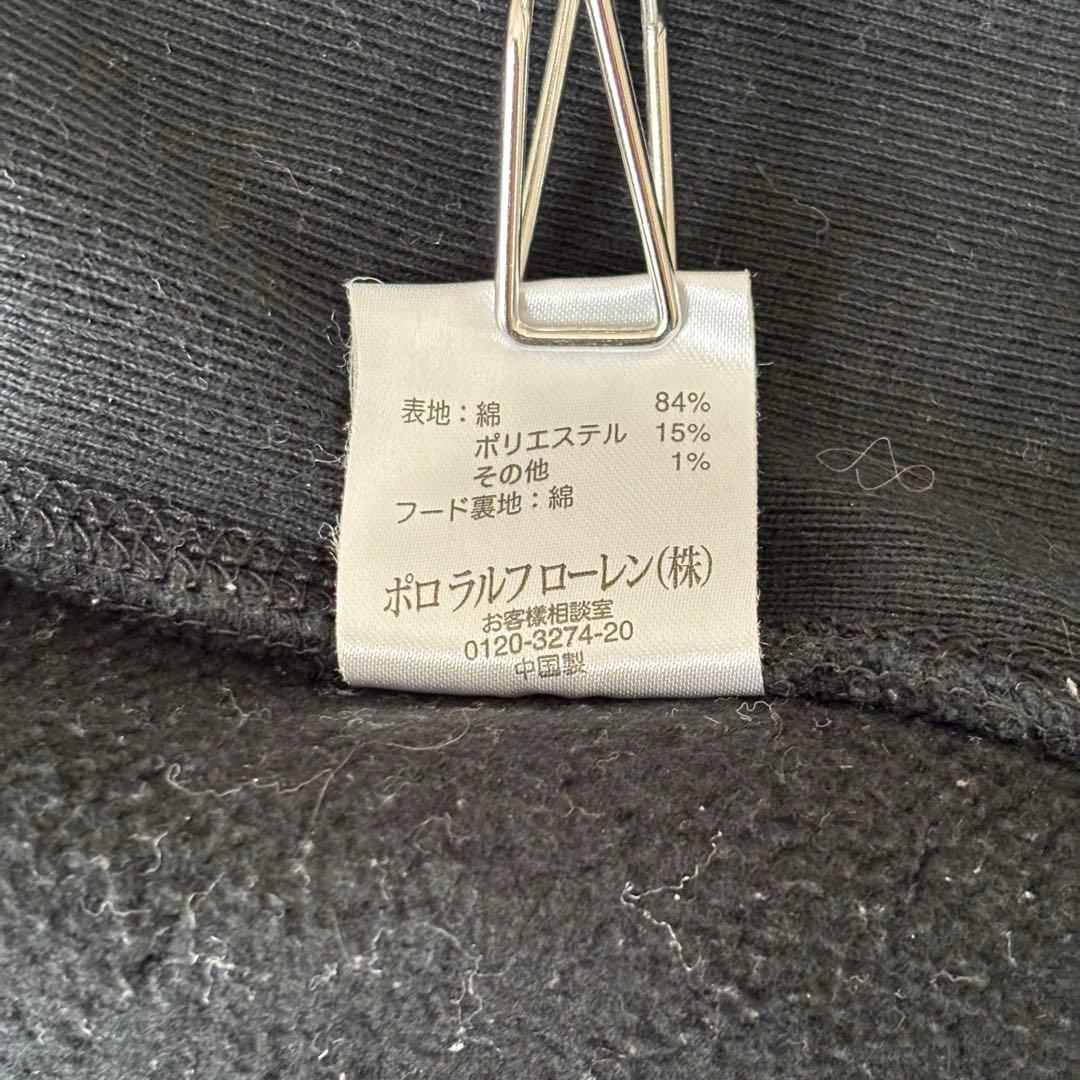 表地：綿 84%
ポリエステル 15%
その他 1%
フード裏地：綿
ポロ ラルフ ローレン(株)
お客様相談室
0120-3274-20
中国製